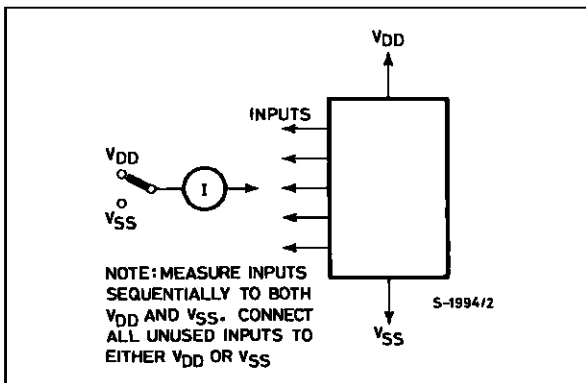 VDD
INPUTS
VDD
I
VSS
NOTE: MEASURE INPUTS
SEQUENTIALLY TO BOTH
VDD AND VSS. CONNECT
ALL UNUSED INPUTS TO
EITHER VDD OR VSS
S-1994/2
VSS